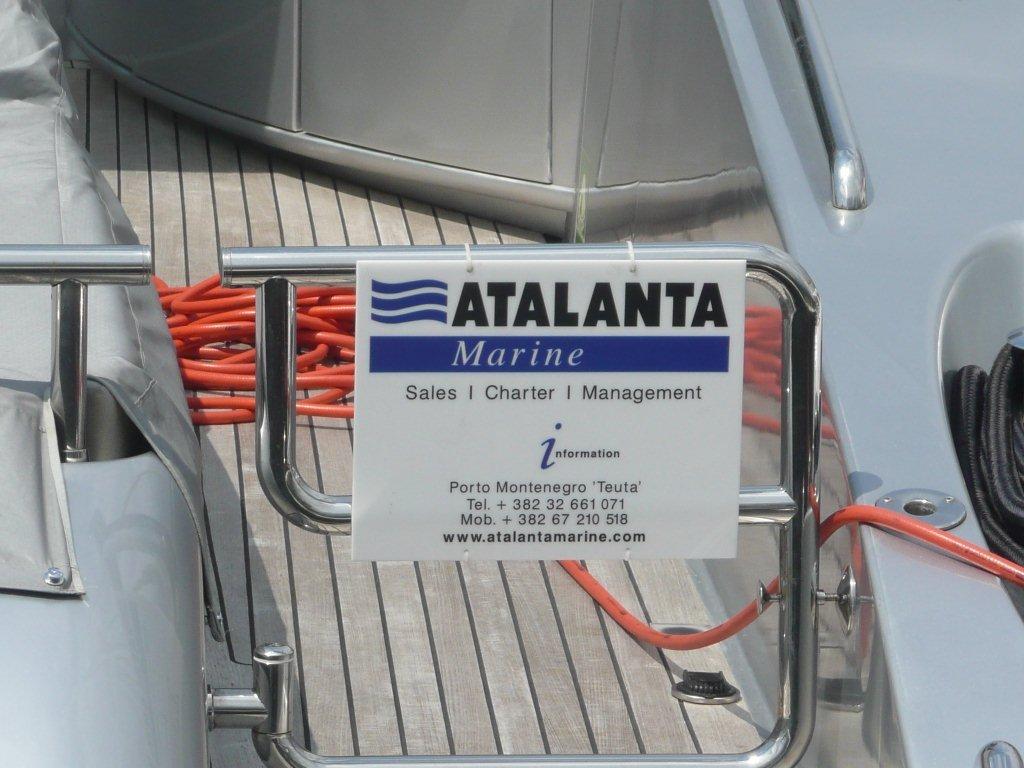 ATALANTA
Marine
Sales | Charter | Management
information
Porto Montenegro 'Teuta'
Tel. + 382 32 661 071
Mob. + 382 67 210 518
www.atalantamarine.com